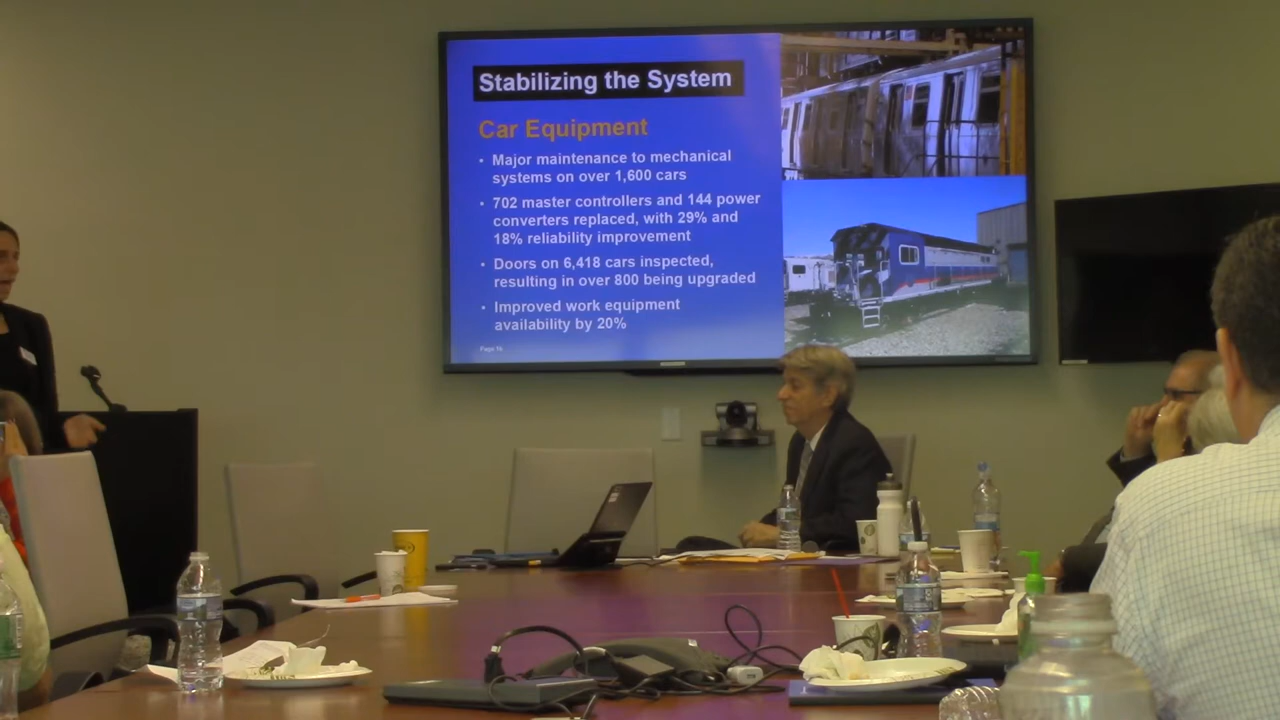 Stabilizing the System
Car Equipment
• Major maintenance to mechanical
systems on over 1,600 cars
• 702 master controllers and 144 power
converters replaced, with 29% and
18% reliability improvement
• Doors on 6,418 cars inspected,
resulting in over 800 being upgraded
• Improved work equipment
availability by 20%